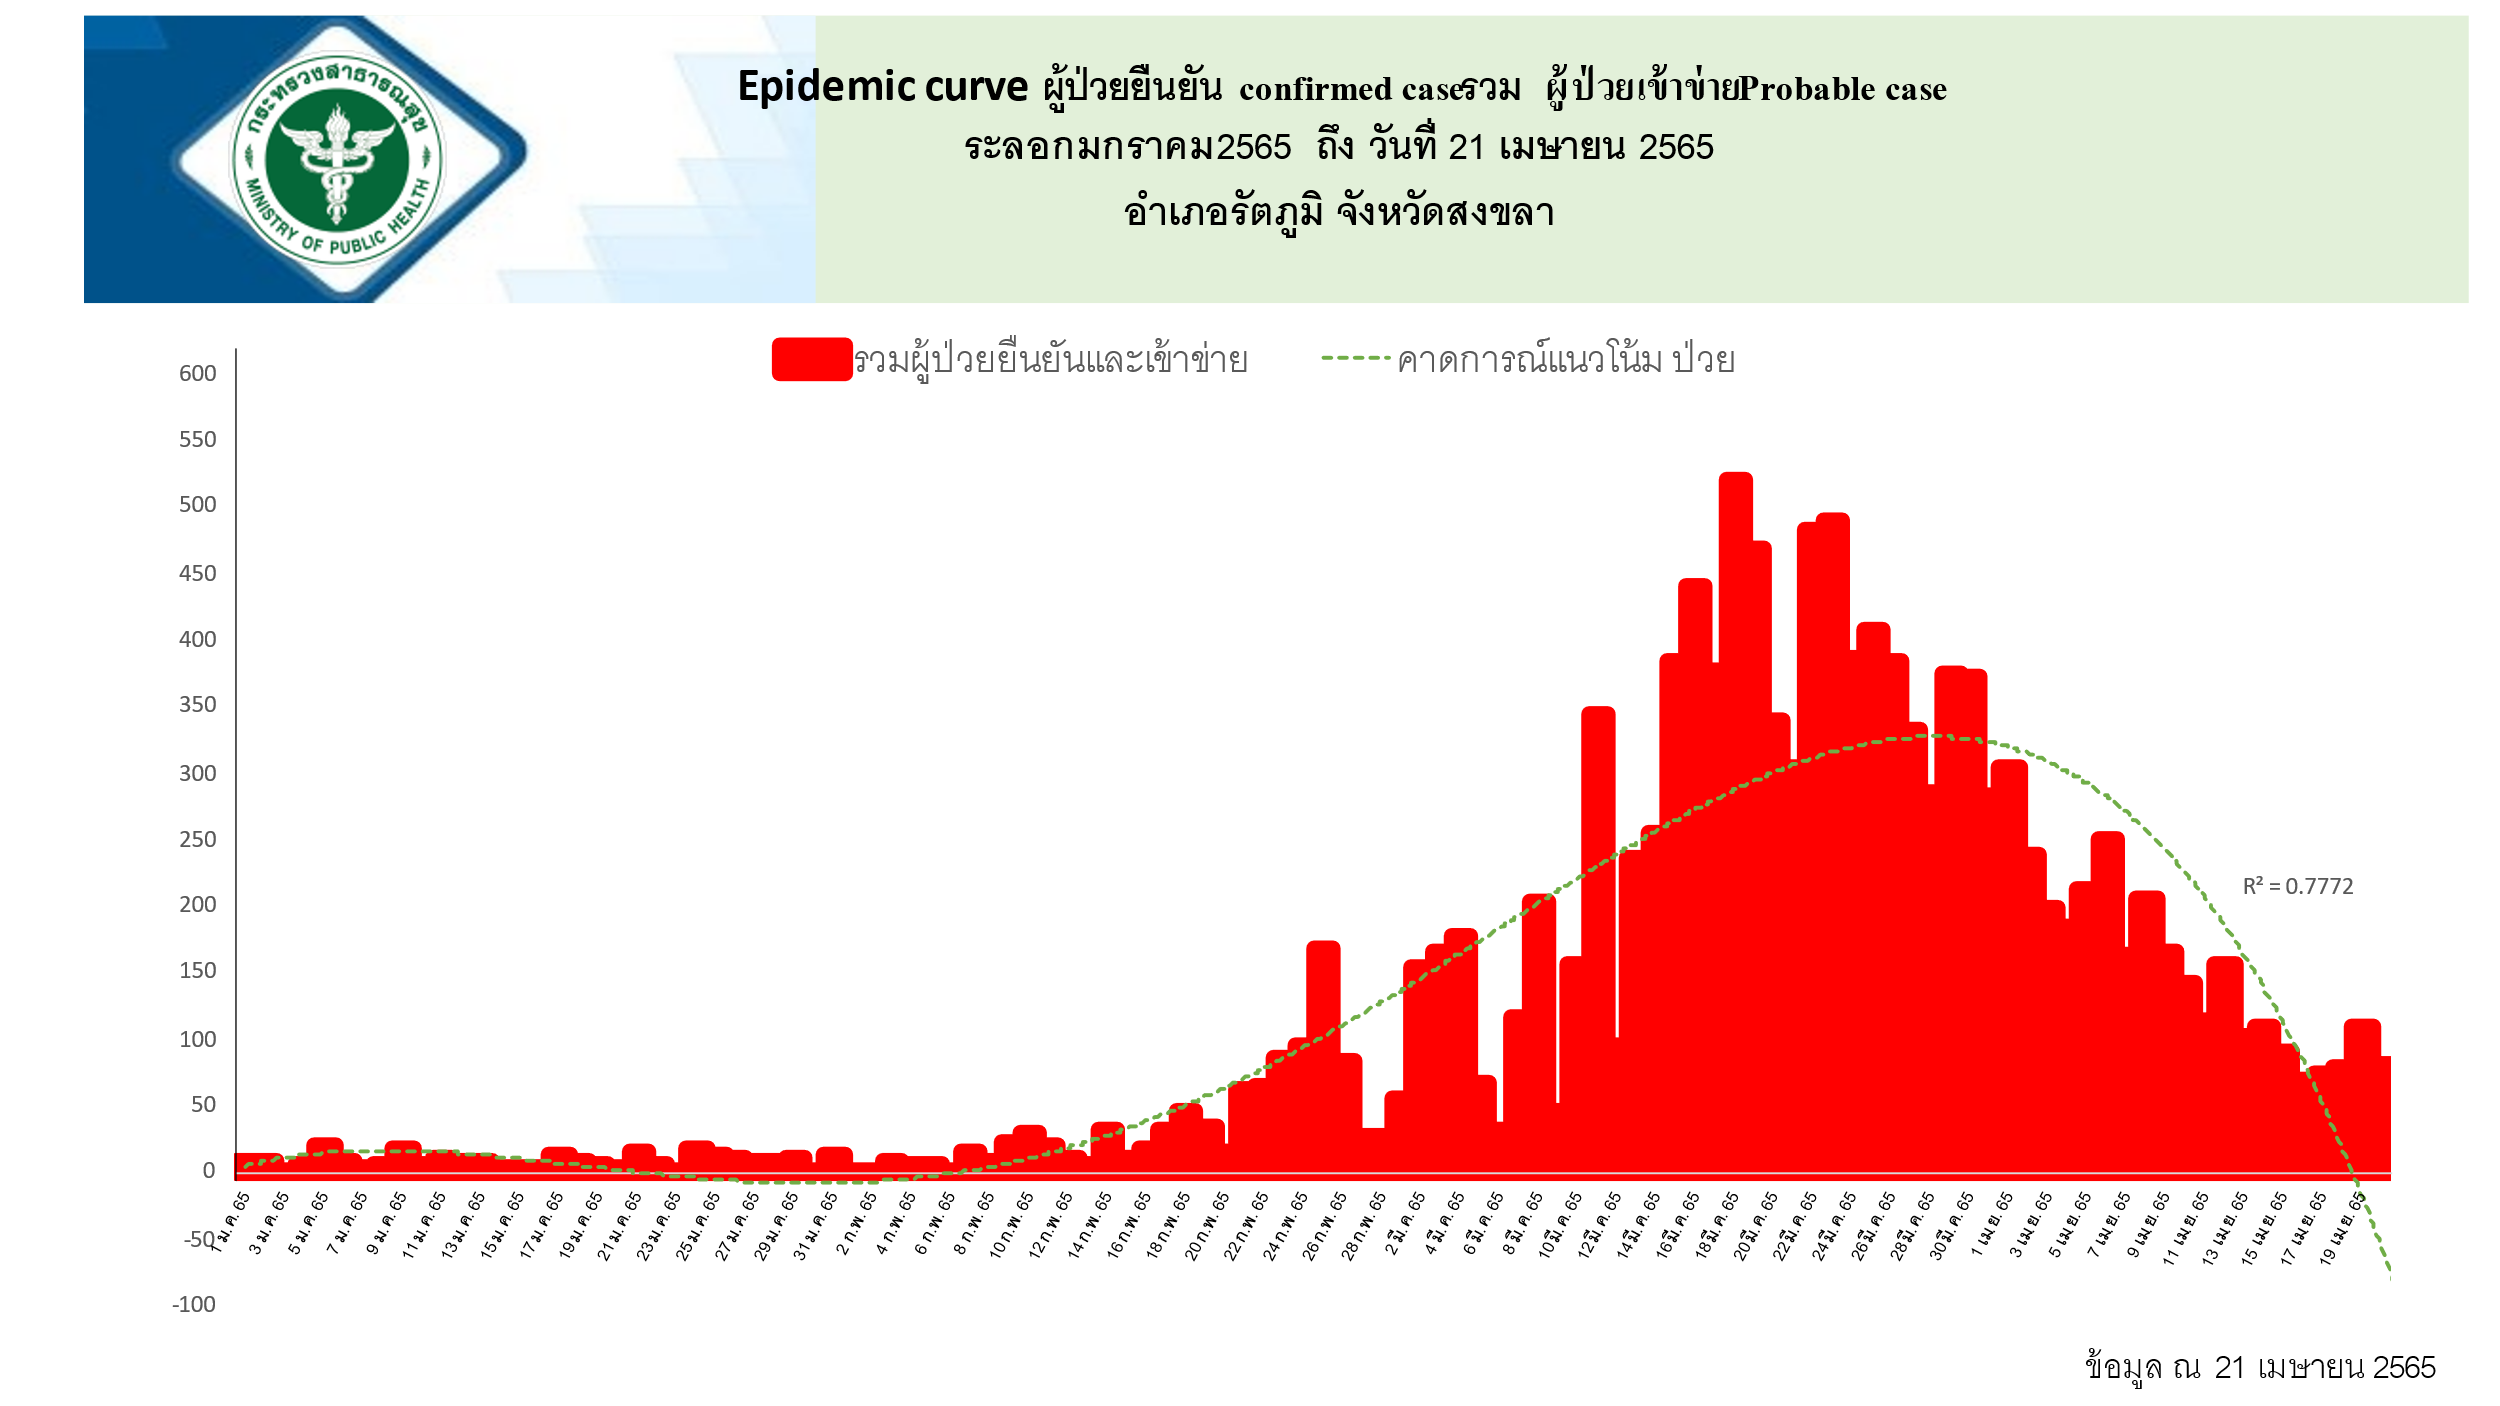 กระทรวงสาธารณสุข
MINISTRY OF PUBLIC HEALTH
Epidemic curve ผู้ป่วยยืนยัน confirmed caseรวม ผู้ป่วยเข้าข่ายProbable case
ระลอกมกราคม2565 ถึง วันที่ 21 เมษายน 2565
อำเภอรัตภูมิ จังหวัดสงขลา
รวมผู้ป่วยยืนยันและเข้าข่าย
คาดการณ์แนวโน้ม ป่วย
600
550
500
450
400
350
300
250
200
150
100
50
0
-50
-100
R² = 0.7772
1 ม.ค. 65
3 ม.ค. 65
5 ม.ค. 65
7 ม.ค. 65
9 ม.ค. 65
11 ม.ค. 65
13 ม.ค. 65
15 ม.ค. 65
17 ม.ค. 65
19 ม.ค. 65
21 ม.ค. 65
23 ม.ค. 65
25 ม.ค. 65
27 ม.ค. 65
29 ม.ค. 65
31 ม.ค. 65
2 ก.พ. 65
4 ก.พ. 65
6 ก.พ. 65
8 ก.พ. 65
10 ก.พ. 65
12 ก.พ. 65
14 ก.พ. 65
16 ก.พ. 65
18 ก.พ. 65
20 ก.พ. 65
22 ก.พ. 65
24 ก.พ. 65
26 ก.พ. 65
28 ก.พ. 65
2 มี.ค. 65
4 มี.ค. 65
6 มี.ค. 65
8 มี.ค. 65
10 มี.ค. 65
12 มี.ค. 65
14 มี.ค. 65
16 มี.ค. 65
18 มี.ค. 65
20 มี.ค. 65
22 มี.ค. 65
24 มี.ค. 65
26 มี.ค. 65
28 มี.ค. 65
30 มี.ค. 65
1 เม.ย. 65
3 เม.ย. 65
5 เม.ย. 65
7 เม.ย. 65
9 เม.ย. 65
11 เม.ย. 65
13 เม.ย. 65
15 เม.ย. 65
17 เม.ย. 65
19 เม.ย. 65
ข้อมูล ณ 21 เมษายน 2565